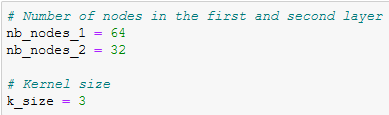 # Number of nodes in the first and second layer
nb_nodes_1 = 64
nb_nodes_2 = 32
# Kernel size
k_size = 3